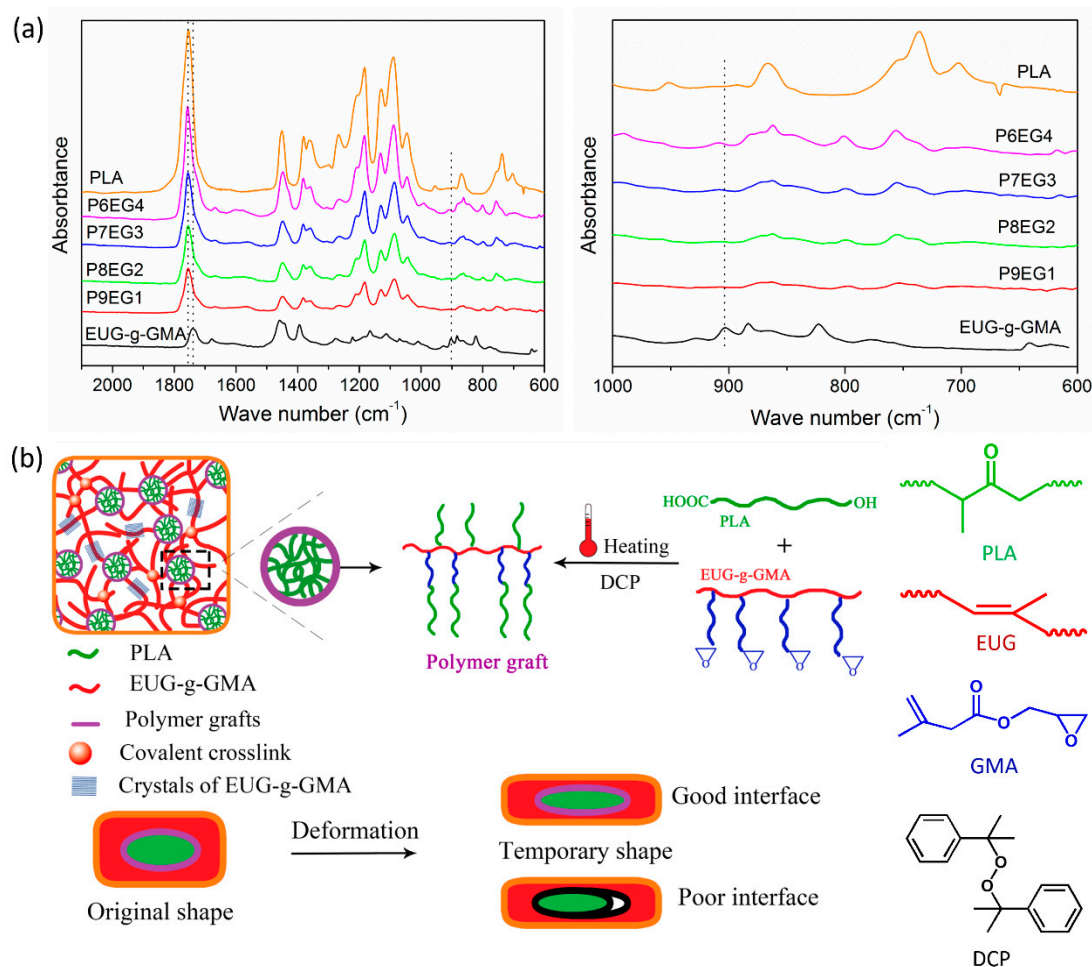 (a)
Absorbtance
PLA
P6EG4
P7EG3
P8EG2
P9EG1
EUG-g-GMA
2000 1800 1600 1400 1200 1000 800 600
Wave number (cm⁻¹)
Absorbtance
PLA
P6EG4
P7EG3
P8EG2
P9EG1
EUG-g-GMA
1000 900 800 700 600
Wave number (cm⁻¹)
(b)
PLA
EUG-g-GMA
Polymer grafts
Covalent crosslink
Crystals of EUG-g-GMA
Polymer graft
Heating
DCP
HOOC OH
PLA
+
EUG-g-GMA
O O O O
O
PLA
EUG
O
O
O
GMA
O
O
DCP
Original shape
Deformation
Good interface
Temporary shape
Poor interface